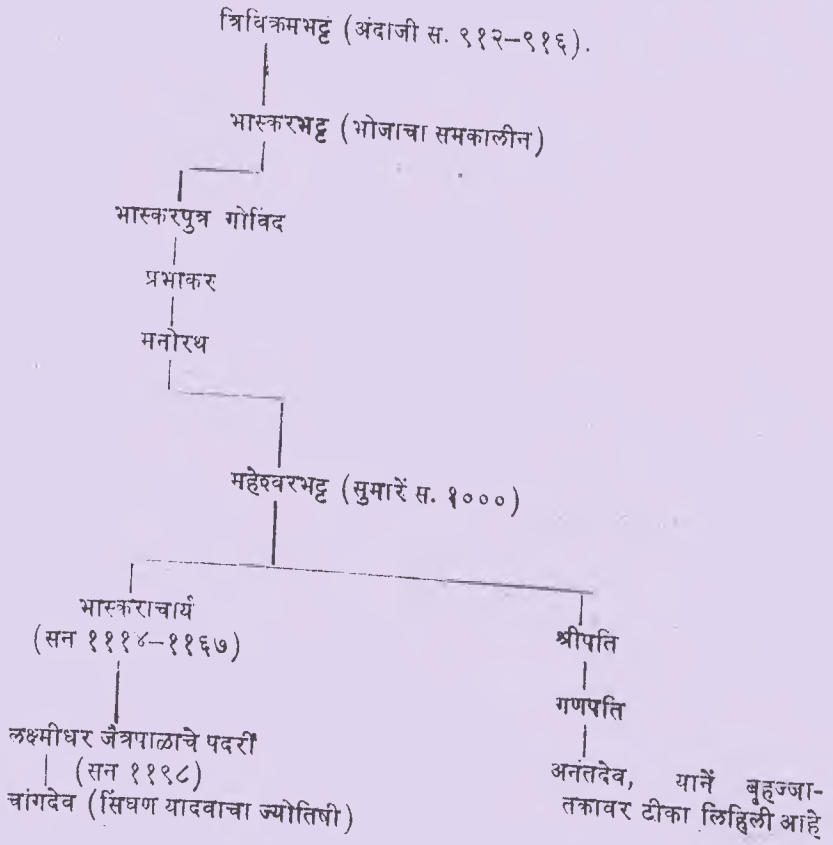 त्रिविक्रमभट्ट (अंदाजी स. ९१२–९१६).
भास्करभट्ट (भोजाचा समकालीन)
भास्करपुत्र गोविंद
प्रभाकर
मनोरथ
महेश्वरभट्ट (सुमारें स. १०००)
भास्कराचार्य
(सन १११४–११६७)
श्रीपति
गणपति
लक्ष्मीधर जैत्रपाळाचे पदरीं
(सन ११९८)
चांगदेव (सिंघण यादवाचा ज्योतिषी)
अनंतदेव, यानें बृहज्जा-
तकावर टीका लिहिली आहे